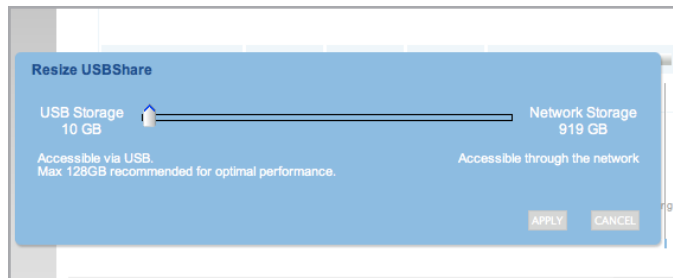 Resize USBShare
USB Storage
10 GB
Network Storage
919 GB
Accessible via USB.
Max 128GB recommended for optimal performance.
Accessible through the network
APPLY
CANCEL